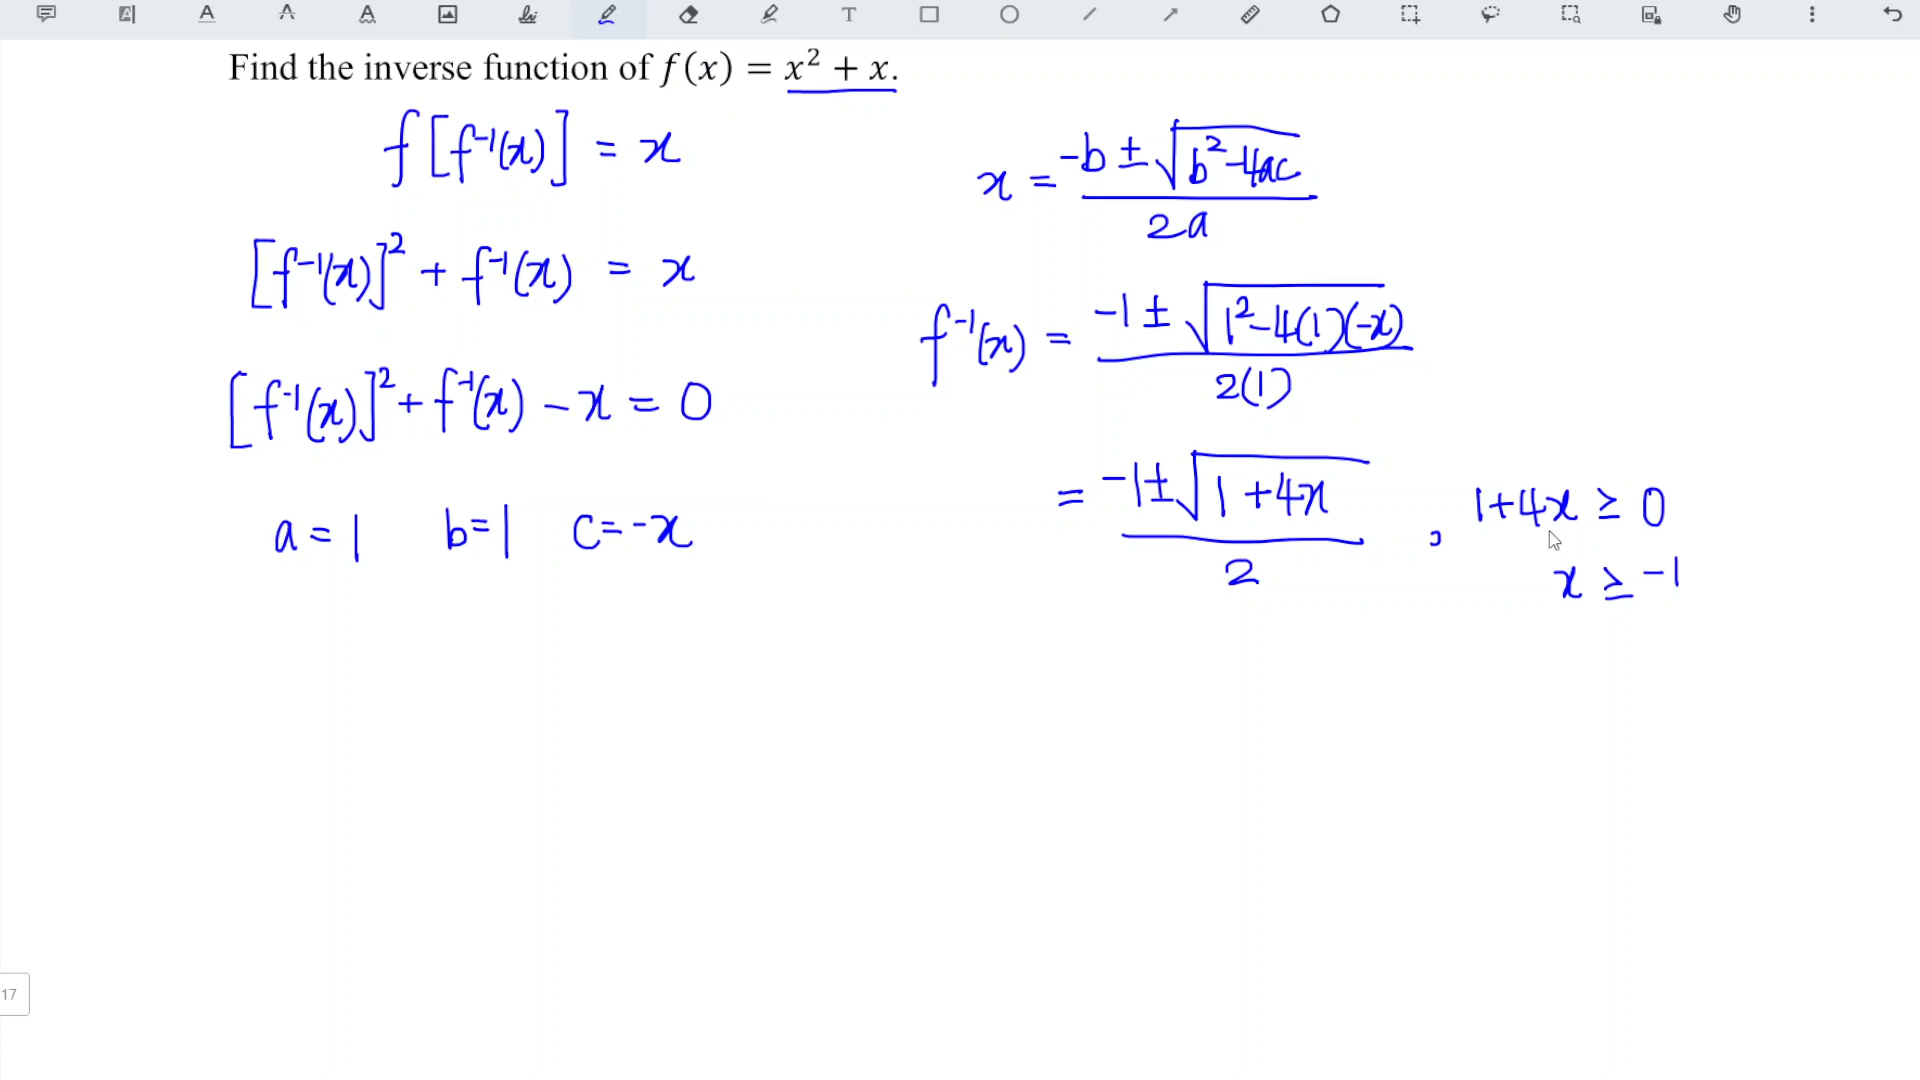 Find the inverse function of f(x) = x² + x.
f[f⁻¹(x)] = x
[f⁻¹(x)]² + f⁻¹(x) = x
[f⁻¹(x)]² + f⁻¹(x) − x = 0
a = 1 b = 1 c = −x
x = (−b ± √(b² − 4ac)) / 2a
f⁻¹(x) = (−1 ± √(1² − 4(1)(−x))) / 2(1)
= (−1 ± √(1 + 4x)) / 2 , 1 + 4x ≥ 0
x ≥ −1
17